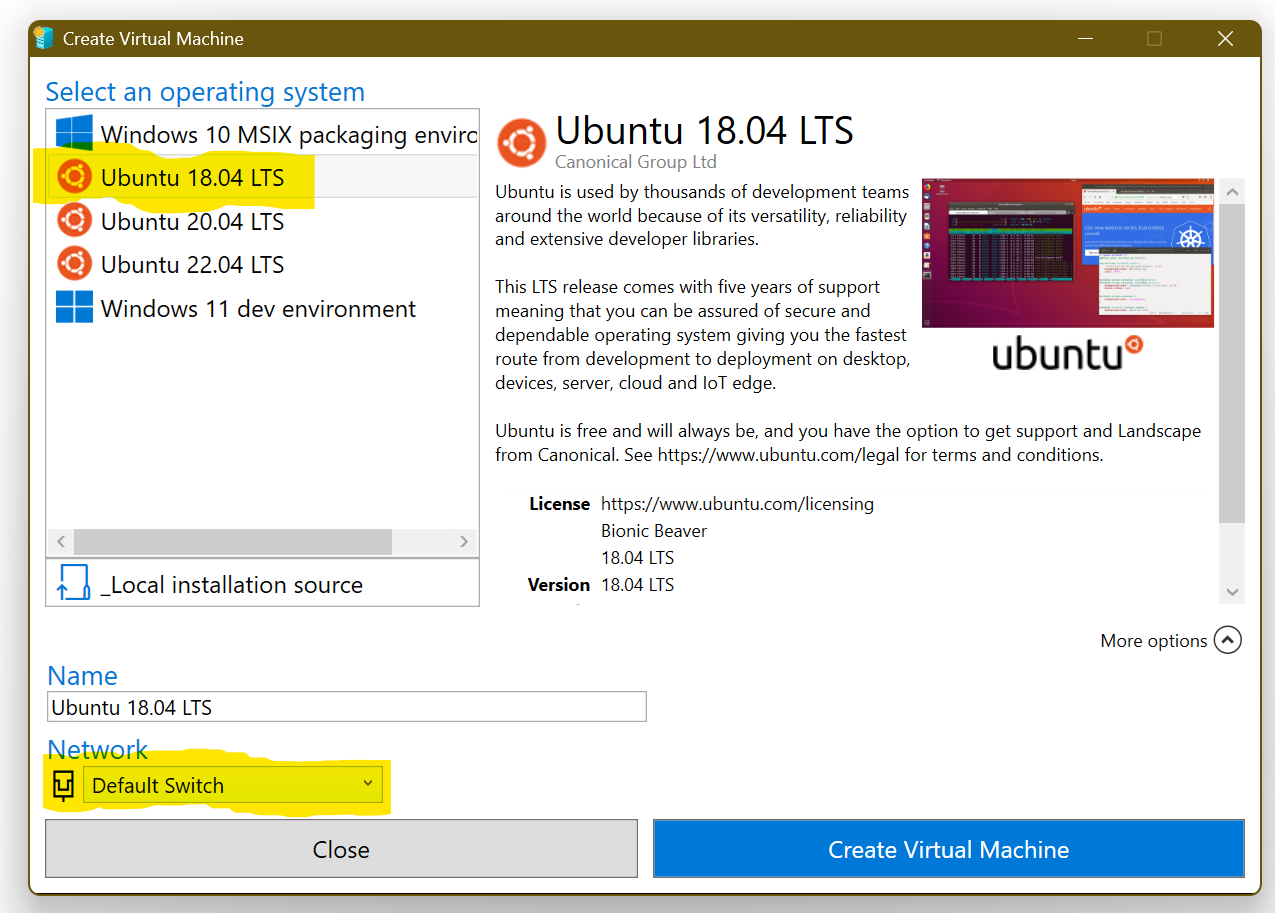 Create Virtual Machine
Select an operating system
Windows 10 MSIX packaging enviro
Ubuntu 18.04 LTS
Ubuntu 20.04 LTS
Ubuntu 22.04 LTS
Windows 11 dev environment
_Local installation source
Ubuntu 18.04 LTS
Canonical Group Ltd
Ubuntu is used by thousands of development teams
around the world because of its versatility, reliability
and extensive developer libraries.
This LTS release comes with five years of support
meaning that you can be assured of secure and
dependable operating system giving you the fastest
route from development to deployment on desktop,
devices, server, cloud and IoT edge.
ubuntu
Ubuntu is free and will always be, and you have the option to get support and Landscape
from Canonical. See https://www.ubuntu.com/legal for terms and conditions.
License https://www.ubuntu.com/licensing
Bionic Beaver
18.04 LTS
Version 18.04 LTS
More options
Name
Ubuntu 18.04 LTS
Network
Default Switch
Close
Create Virtual Machine